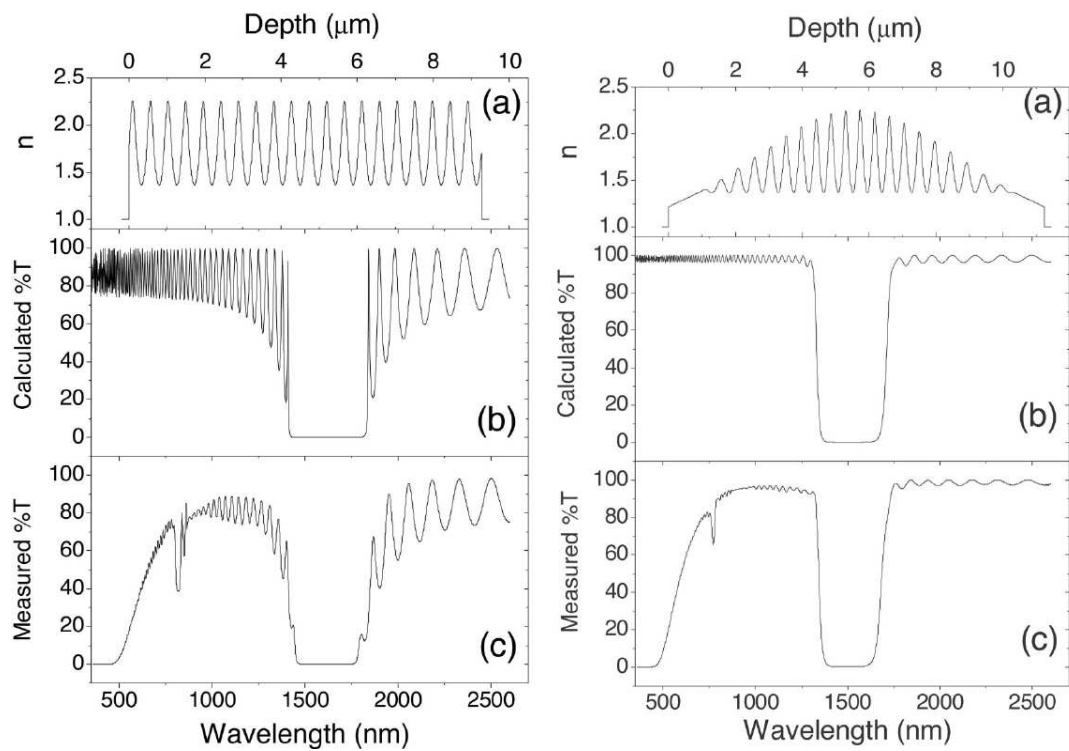 Depth (μm)
0 2 4 6 8 10
2.5
2.0
1.5
1.0
n
(a)
100
80
60
40
20
0
Calculated %T
(b)
100
80
60
40
20
0
Measured %T
(c)
500 1000 1500 2000 2500
Wavelength (nm)
Depth (μm)
0 2 4 6 8 10
2.5
2.0
1.5
1.0
n
(a)
100
80
60
40
20
0
Calculated %T
(b)
100
80
60
40
20
0
Measured %T
(c)
500 1000 1500 2000 2500
Wavelength (nm)